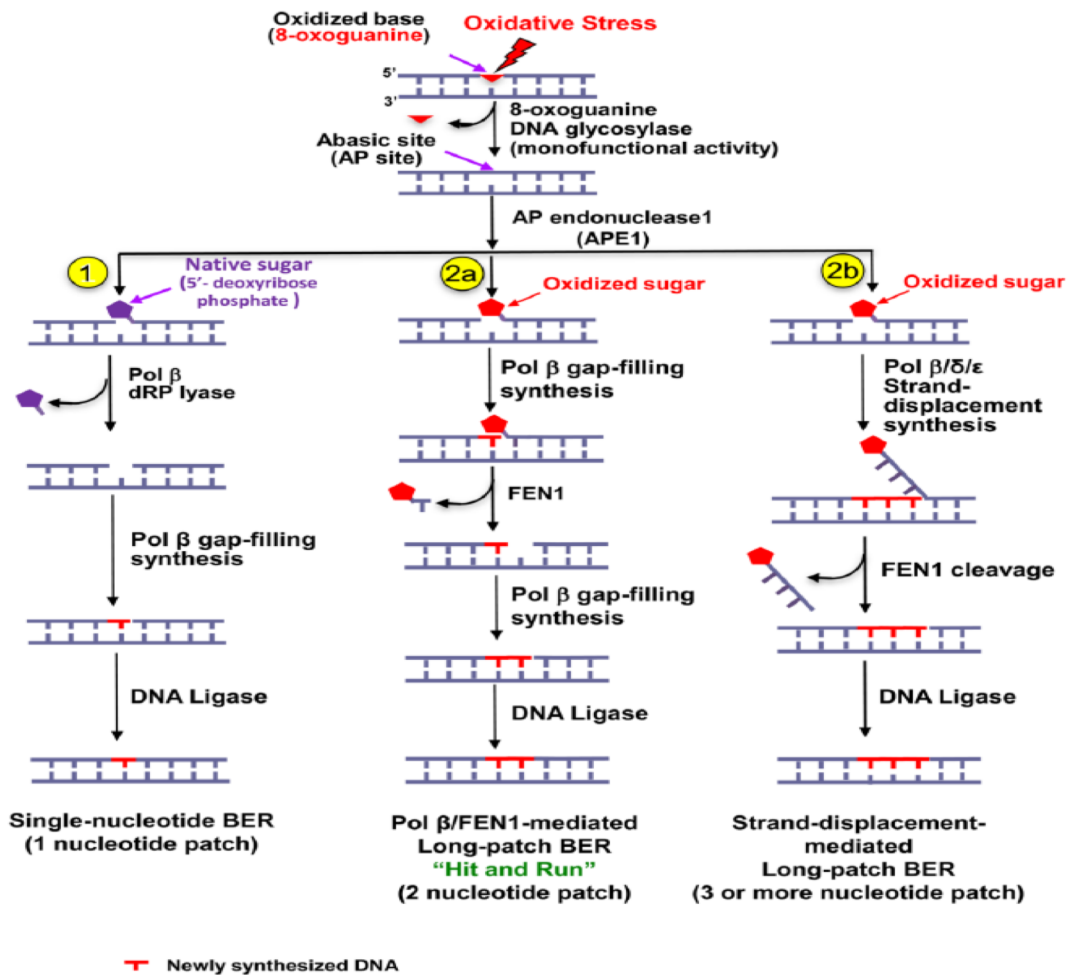 Oxidized base
(8-oxoguanine)
Oxidative Stress
5'
3'
8-oxoguanine
DNA glycosylase
(monofunctional activity)
Abasic site
(AP site)
AP endonuclease1
(APE1)
1
Native sugar
(5'- deoxyribose
phosphate )
Pol β
dRP lyase
Pol β gap-filling
synthesis
DNA Ligase
Single-nucleotide BER
(1 nucleotide patch)
2a
Oxidized sugar
Pol β gap-filling
synthesis
FEN1
Pol β gap-filling
synthesis
DNA Ligase
Pol β/FEN1-mediated
Long-patch BER
“Hit and Run”
(2 nucleotide patch)
2b
Oxidized sugar
Pol β/δ/ε
Strand-
displacement
synthesis
FEN1 cleavage
DNA Ligase
Strand-displacement-
mediated
Long-patch BER
(3 or more nucleotide patch)
Newly synthesized DNA